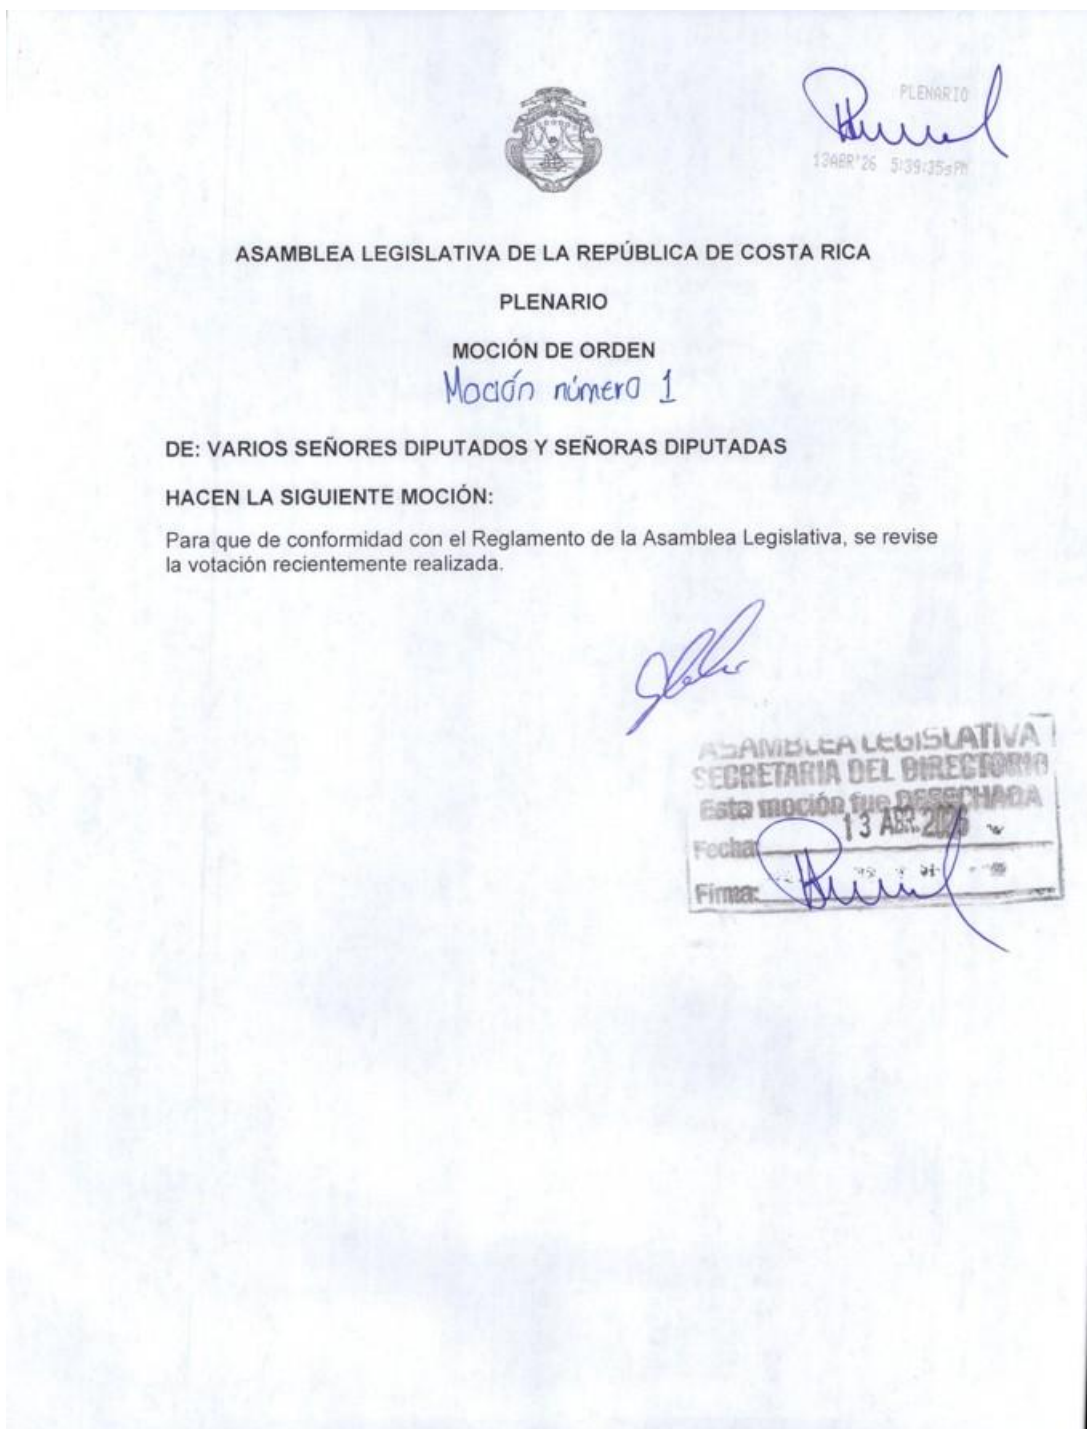 PLENARIO
13ABR'26 5:39:35PM
ASAMBLEA LEGISLATIVA DE LA REPÚBLICA DE COSTA RICA
PLENARIO
MOCIÓN DE ORDEN
Moción número 1
DE: VARIOS SEÑORES DIPUTADOS Y SEÑORAS DIPUTADAS
HACEN LA SIGUIENTE MOCIÓN:
Para que de conformidad con el Reglamento de la Asamblea Legislativa, se revise
la votación recientemente realizada.
ASAMBLEA LEGISLATIVA
SECRETARIA DEL DIRECTORIO
Esta moción fue DESECHADA
Fecha: 13 ABR. 2026
Firma: